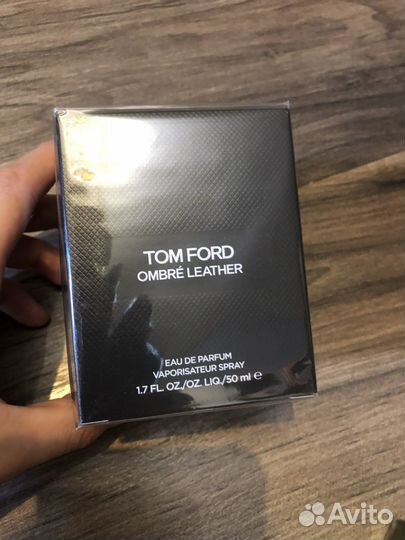 TOM FORD
OMBRÉ LEATHER
EAU DE PARFUM
VAPORISATEUR SPRAY
1.7 FL. OZ./OZ. LIQ./50 ml ℮
Avito